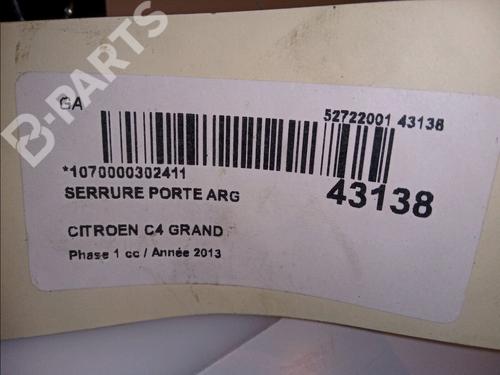 B-PARTS
GA
52722001 43138
*1070000302411
SERRURE PORTE ARG
43138
CITROEN C4 GRAND
Phase 1 cc / Année 2013